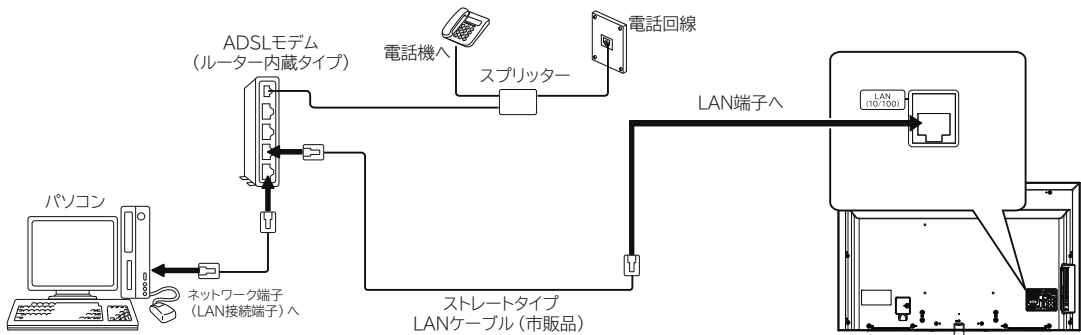 ADSLモデム
（ルーター内蔵タイプ）
電話機へ
電話回線
スプリッター
LAN端子へ
LAN
(10/100)
パソコン
ネットワーク端子
（LAN接続端子）へ
ストレートタイプ
LANケーブル（市販品）